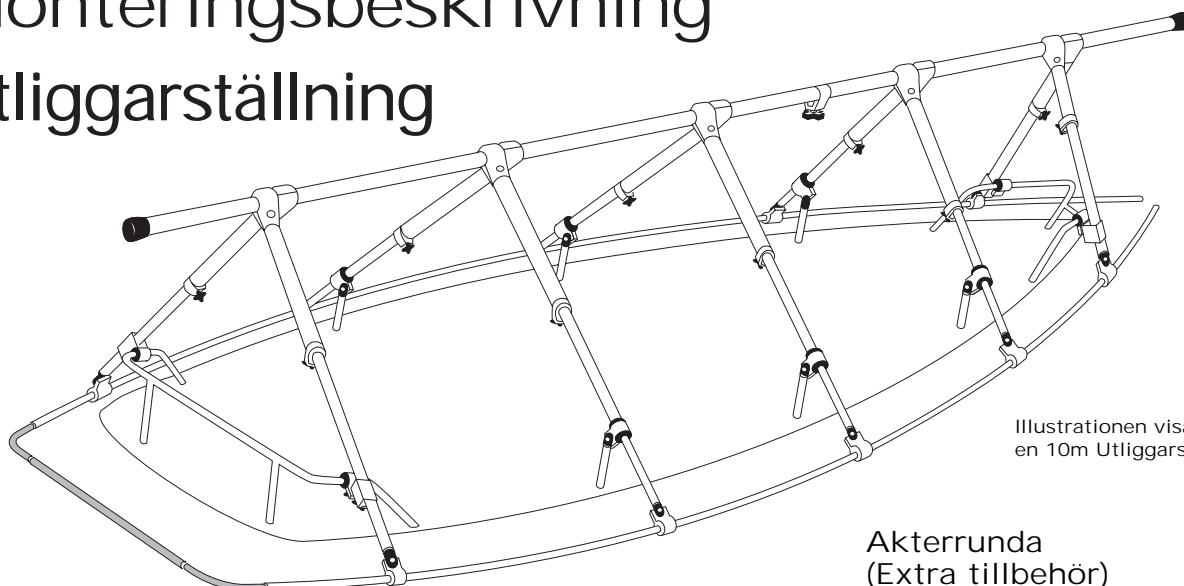 onteringsbeskrivning
tliggarställning
Illustrationen visa
en 10m Utliggars
Akterrunda
(Extra tillbehör)